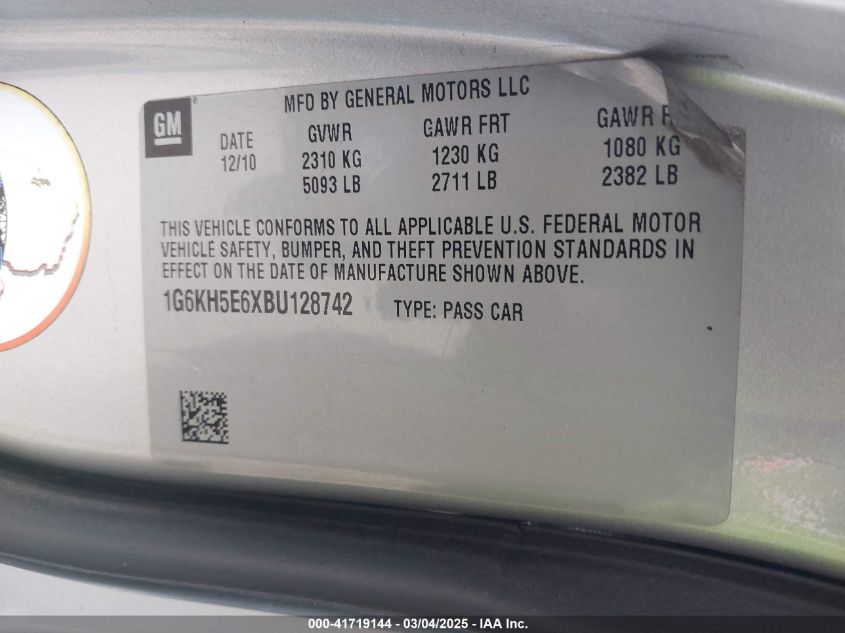 GM
MFD BY GENERAL MOTORS LLC
DATE GVWR GAWR FRT GAWR
12/10 2310 KG 1230 KG 1080 KG
5093 LB 2711 LB 2382 LB
THIS VEHICLE CONFORMS TO ALL APPLICABLE U.S. FEDERAL MOTOR
VEHICLE SAFETY, BUMPER, AND THEFT PREVENTION STANDARDS IN
EFFECT ON THE DATE OF MANUFACTURE SHOWN ABOVE.
1G6KH5E6XBU128742 TYPE: PASS CAR
000-41719144 - 03/04/2025 - IAA Inc.